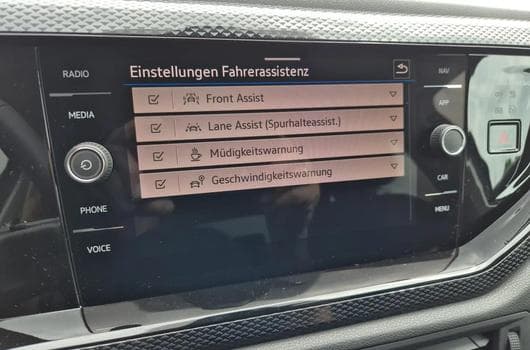 RADIO
MEDIA
PHONE
VOICE
Einstellungen Fahrerassistenz
Front Assist
Lane Assist (Spurhalteassist.)
Müdigkeitswarnung
Geschwindigkeitswarnung
NAV
APP
CAR
MENU